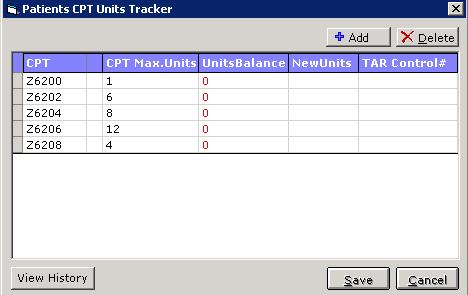 Patients CPT Units Tracker
Add Delete
CPT CPT Max.Units UnitsBalance NewUnits TAR Control#
Z6200 1 0
Z6202 6 0
Z6204 8 0
Z6206 12 0
Z6208 4 0
View History Save Cancel